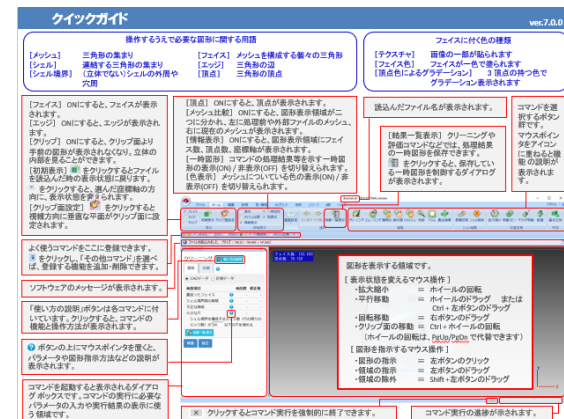 クイックガイド
ver.7.0.0
操作するうえで必要な図形に関する用語
[メッシュ] 三角形の集まり
[シェル] 連結する三角形の集まり
[シェル境界] (立体でない)シェルの外周や
穴周
[フェイス] メッシュを構成する個々の三角形
[エッジ] 三角形の辺
[頂点] 三角形の頂点
フェイスに付く色の種類
[テクスチャ] 画像の一部が貼られます
[フェイス色] フェイスが一色で塗られます
[頂点色によるグラデーション] 3 頂点の持つ色で
グラデーション表示されます
[フェイス] ONにすると、フェイスが表示
されます。
[エッジ] ONにすると、エッジが表示され
ます。
[クリップ] ONにすると、クリップ面より
手前の図形が表示されなくなり、立体の
内部を見ることができます。
[初期表示] をクリックするとファイル
を読込んだ時の表示状態に戻ります。
をクリックすると、選んだ座標軸の方
向に、表示状態を変えられます。
[クリップ面設定] をクリックすると
視線方向に垂直な平面がクリップ面に設
定されます。
[頂点] ONにすると、頂点が表示されます。
[メッシュ比較] ONにすると、図形表示領域が二
つに分かれ、左に処理前や外部ファイルのメッシュ、
右に現在のメッシュが表示されます。
[情報表示] ONにすると、図形表示領域にフェイ
ス数、頂点数、座標軸が表示されます。
[一時図形] コマンドの処理結果等を示す一時図
形の表示(ON) / 非表示(OFF) を切り替えられます。
[色表示] メッシュについている色の表示(ON) / 非
表示(OFF) を切り替えられます。
読込んだファイル名が表示されます。
[結果一覧表示] クリーニングや
評価コマンドなどでは、処理結果
の一時図形を保存できます。
をクリックすると、保存してい
る一時図形を制御するダイアログ
が表示されます。
コマンドを選
択するボタン
群です。
マウスポイン
タをアイコン
に重ねると機
能の説明が
表示されま
す。
よく使うコマンドをここに登録できます。
をクリックし、「その他コマンド」を選べ
ば、登録する機能を追加・削除できます。
ソフトウェアのメッセージが表示されます。
「使い方の説明」ボタンは各コマンドに付
いています。クリックすると、コマンドの
機能と操作方法が表示されます。
ボタンの上にマウスポインタを置くと、
パラメータや図形指示方法などの説明が
表示されます。
コマンドを起動すると表示されるダイアロ
グボックスです。コマンドの実行に必要な
パラメータの入力や実行結果の表示に使
う領域です。
図形を表示する領域です。
[ 表示状態を変えるマウス操作 ]
・拡大縮小 = ホイールの回転
・平行移動 = ホイールのドラッグ または
Ctrl + 左ボタンのドラッグ
・回転移動 = 右ボタンのドラッグ
・クリップ面の移動 = Ctrl + ホイールの回転
(ホイールの回転は、PgUp/PgDn で代替できます)
[ 図形を指示するマウス操作 ]
・図形の指示 = 左ボタンのクリック
・領域の指示 = 左ボタンのドラッグ
・領域の除外 = Shift + 左ボタンのドラッグ
クリックするとコマンド実行を強制的に終了できます。
コマンド実行の進捗が示されます。